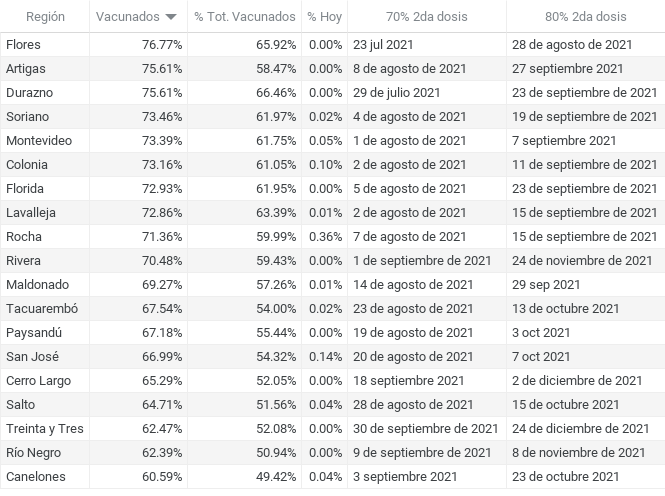 Región Vacunados % Tot. Vacunados % Hoy 70% 2da dosis 80% 2da dosis
Flores 76.77% 65.92% 0.00% 23 jul 2021 28 de agosto de 2021
Artigas 75.61% 58.47% 0.00% 8 de agosto de 2021 27 septiembre 2021
Durazno 75.61% 66.46% 0.00% 29 de julio 2021 23 de septiembre de 2021
Soriano 73.46% 61.97% 0.02% 4 de agosto de 2021 19 de septiembre de 2021
Montevideo 73.39% 61.75% 0.05% 1 de agosto de 2021 7 septiembre 2021
Colonia 73.16% 61.05% 0.10% 2 de agosto de 2021 11 de septiembre de 2021
Florida 72.93% 61.95% 0.00% 5 de agosto de 2021 23 de septiembre de 2021
Lavalleja 72.86% 63.39% 0.01% 2 de agosto de 2021 15 de septiembre de 2021
Rocha 71.36% 59.99% 0.36% 7 de agosto de 2021 15 de septiembre de 2021
Rivera 70.48% 59.43% 0.00% 1 de septiembre de 2021 24 de noviembre de 2021
Maldonado 69.27% 57.26% 0.01% 14 de agosto de 2021 29 sep 2021
Tacuarembó 67.54% 54.00% 0.02% 23 de agosto de 2021 13 de octubre 2021
Paysandú 67.18% 55.44% 0.00% 19 de agosto de 2021 3 oct 2021
San José 66.99% 54.32% 0.14% 20 de agosto de 2021 7 oct 2021
Cerro Largo 65.29% 52.05% 0.00% 18 septiembre 2021 2 de diciembre de 2021
Salto 64.71% 51.56% 0.04% 28 de agosto de 2021 15 de octubre 2021
Treinta y Tres 62.47% 52.08% 0.00% 30 de septiembre de 2021 24 de diciembre de 2021
Río Negro 62.39% 50.94% 0.00% 9 de septiembre de 2021 8 de noviembre de 2021
Canelones 60.59% 49.42% 0.04% 3 septiembre 2021 23 de octubre 2021